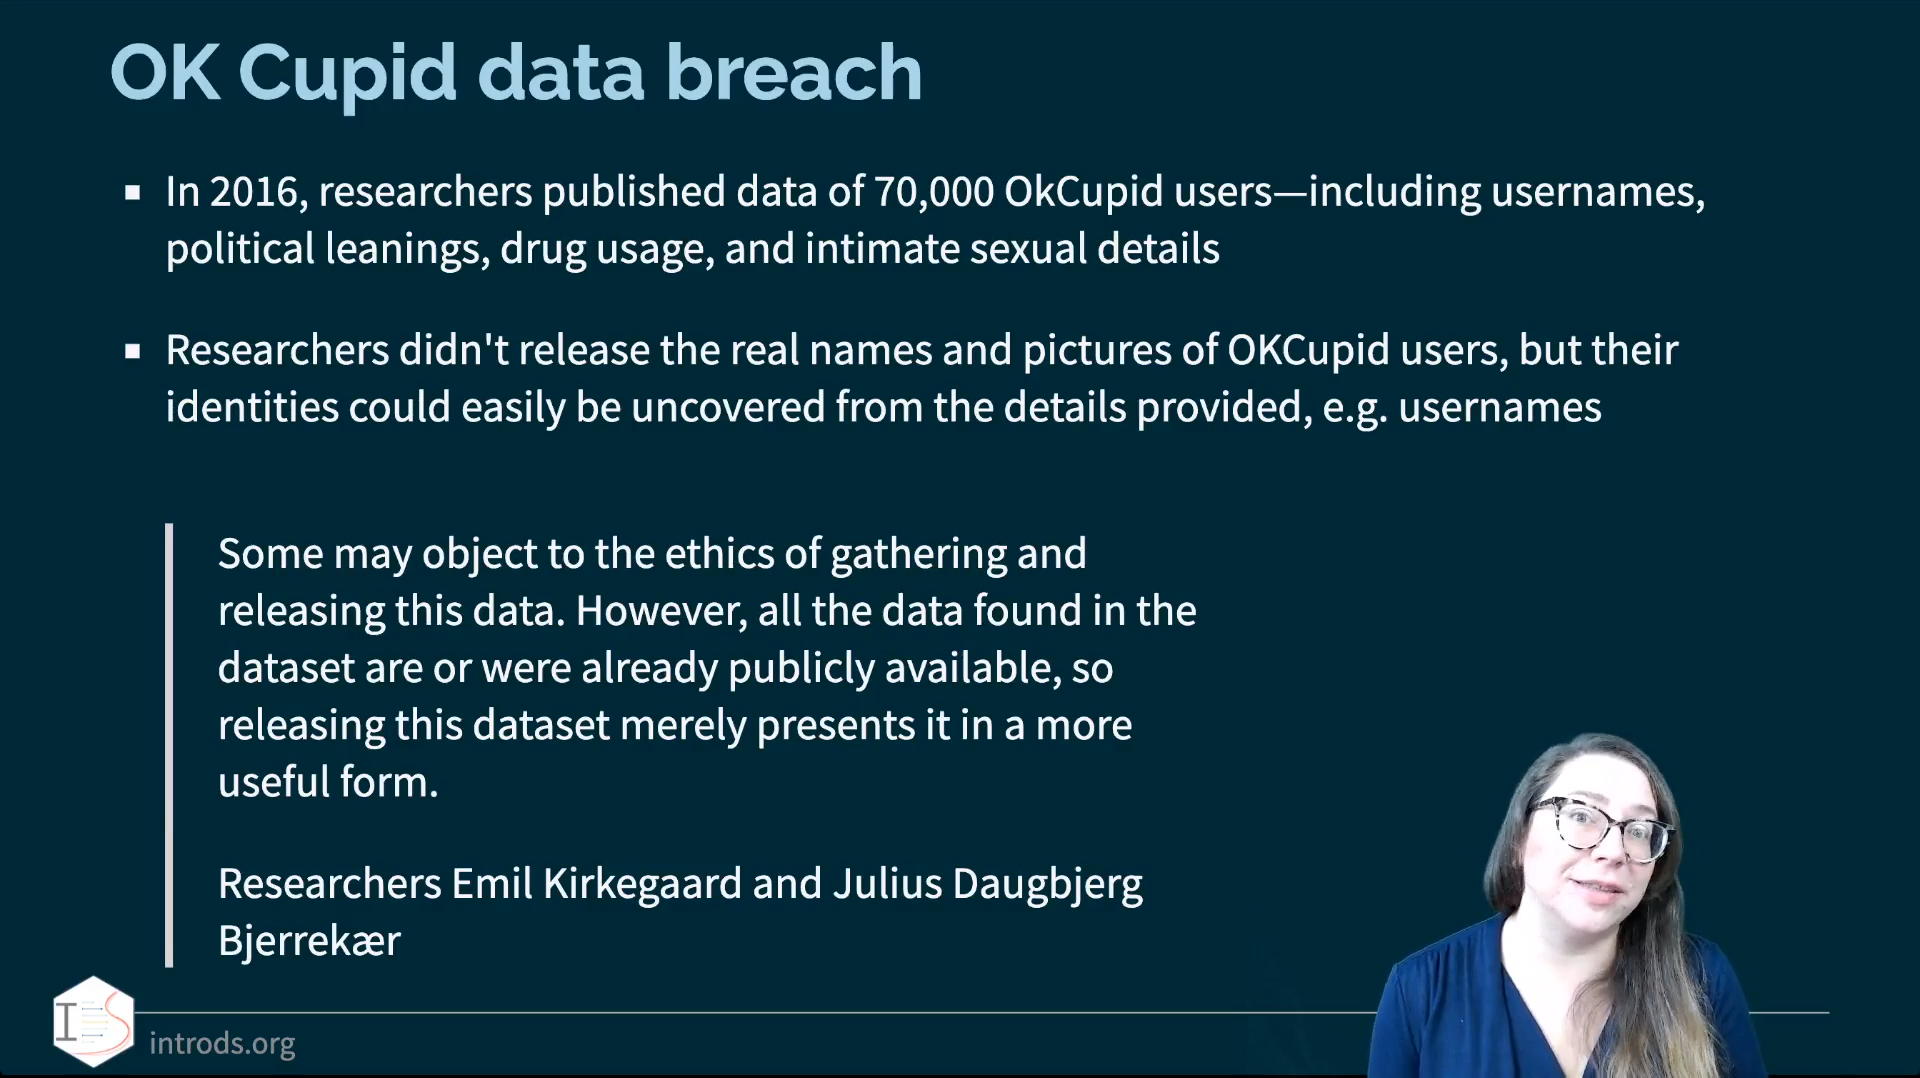 OK Cupid data breach
In 2016, researchers published data of 70,000 OkCupid users—including usernames,
political leanings, drug usage, and intimate sexual details
Researchers didn't release the real names and pictures of OKCupid users, but their
identities could easily be uncovered from the details provided, e.g. usernames
Some may object to the ethics of gathering and
releasing this data. However, all the data found in the
dataset are or were already publicly available, so
releasing this dataset merely presents it in a more
useful form.
Researchers Emil Kirkegaard and Julius Daugbjerg
Bjerrekær
IDS
introds.org